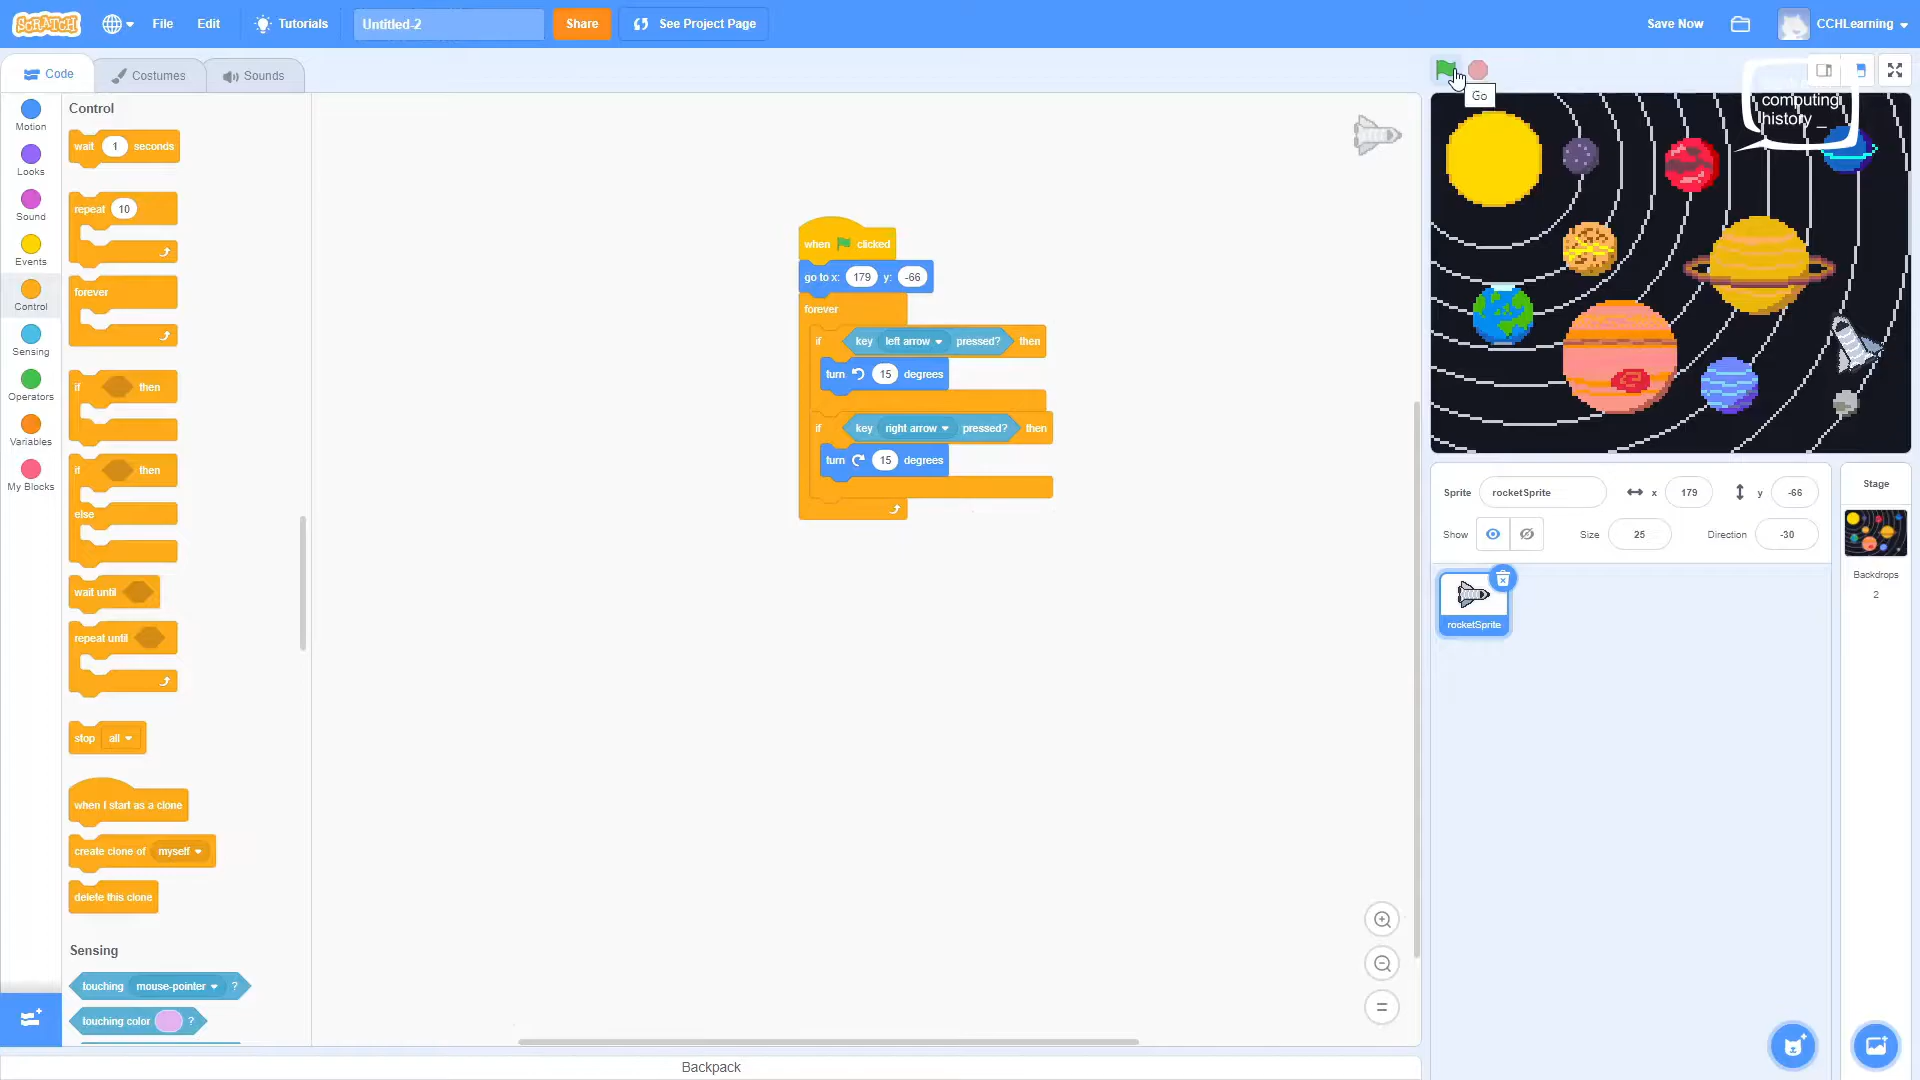 SCRATCH
File
Edit
Tutorials
Untitled-2
Share
See Project Page
Save Now
CCHLearning
Code
Costumes
Sounds
Go
computing
history _
Motion
Looks
Sound
Events
Control
Sensing
Operators
Variables
My Blocks
Control
wait 1 seconds
repeat 10
forever
if then
if then
else
wait until
repeat until
stop all
when I start as a clone
create clone of myself
delete this clone
Sensing
touching mouse-pointer ?
touching color ?
when clicked
go to x: 179 y: -66
forever
if key left arrow pressed? then
turn 15 degrees
if key right arrow pressed? then
turn 15 degrees
Sprite rocketSprite x 179 y -66
Show Size 25 Direction -30
rocketSprite
Stage
Backdrops
2
Backpack